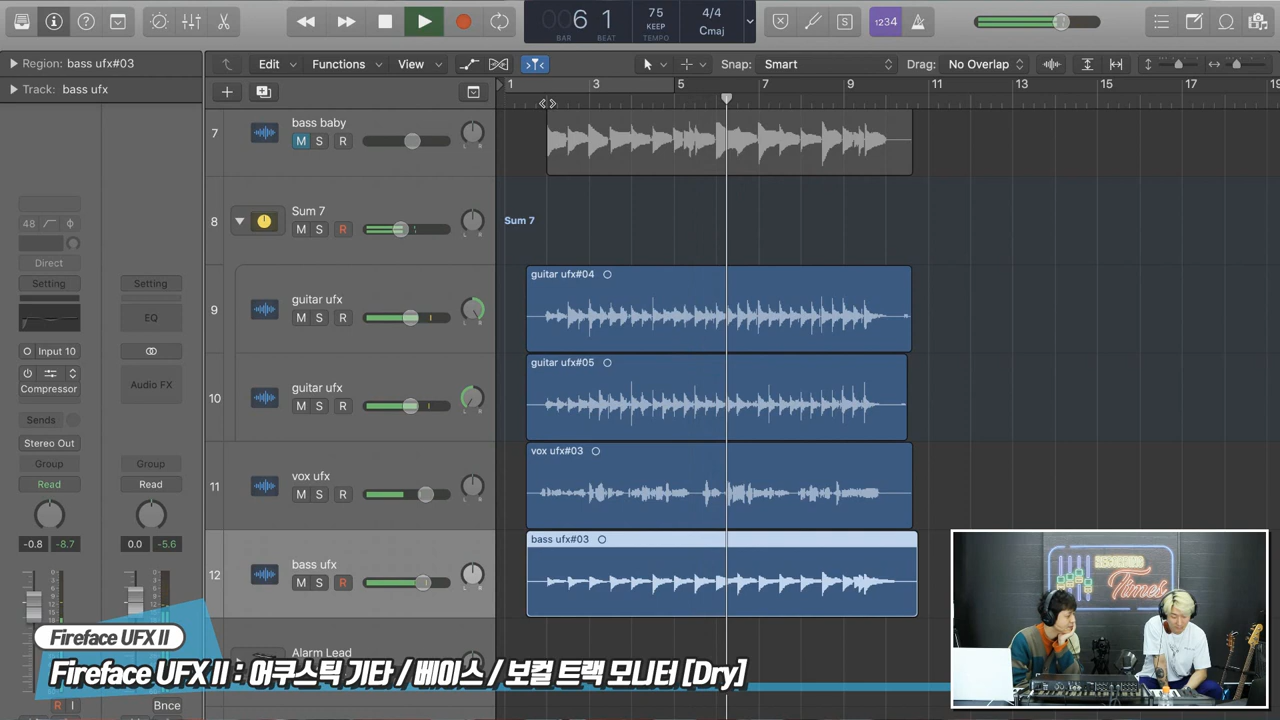 6 1
BAR BEAT
75
KEEP
TEMPO
4/4
Cmaj
S
1234
Region: bass ufx#03
Edit
Functions
View
Snap: Smart
Drag: No Overlap
Track: bass ufx
1 3 5 7 9 11 13 15 17 19
7
bass baby
M S R
8
Sum 7
M S R
Sum 7
9
guitar ufx
M S R
guitar ufx#04
10
guitar ufx
M S R
guitar ufx#05
11
vox ufx
M S R
vox ufx#03
12
bass ufx
M S R
bass ufx#03
Alarm Lead
48
Direct
Setting
Setting
EQ
Input 10
Compressor
Audio FX
Sends
Stereo Out
Group
Group
Read
Read
-0.8 -8.7
0.0 -5.6
R I
Bnce
RECORDING
Times
Fireface UFX II
Fireface UFX II : 어쿠스틱 기타 / 베이스 / 보컬 트랙 모니터 [Dry]